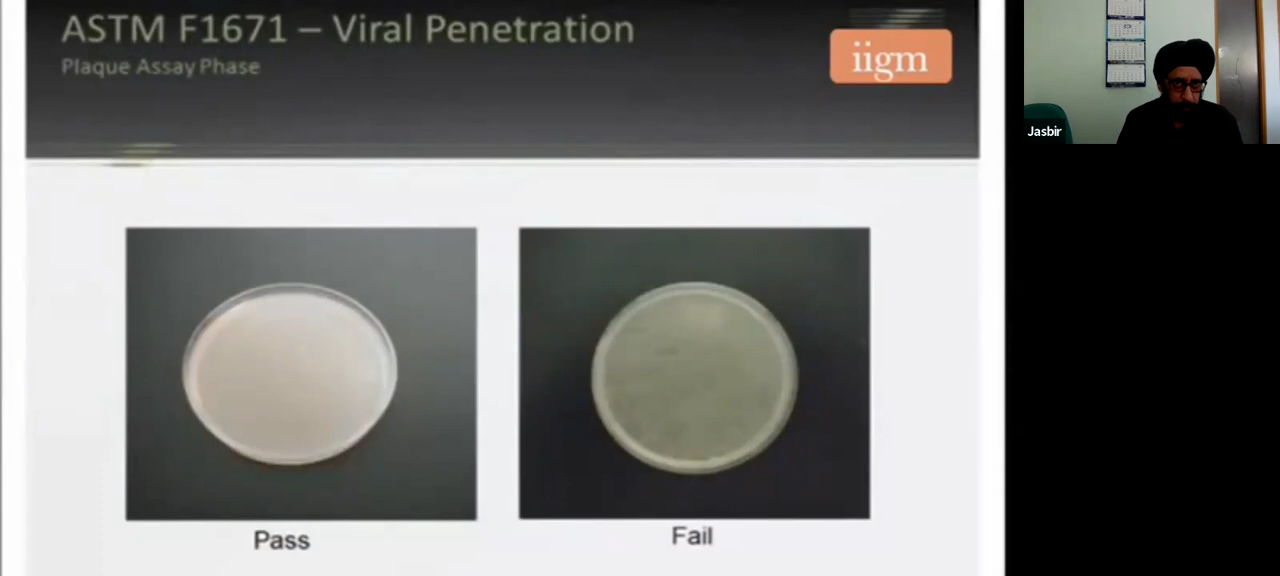 ASTM F1671 – Viral Penetration
Plaque Assay Phase
iigm
Jasbir
Pass
Fail